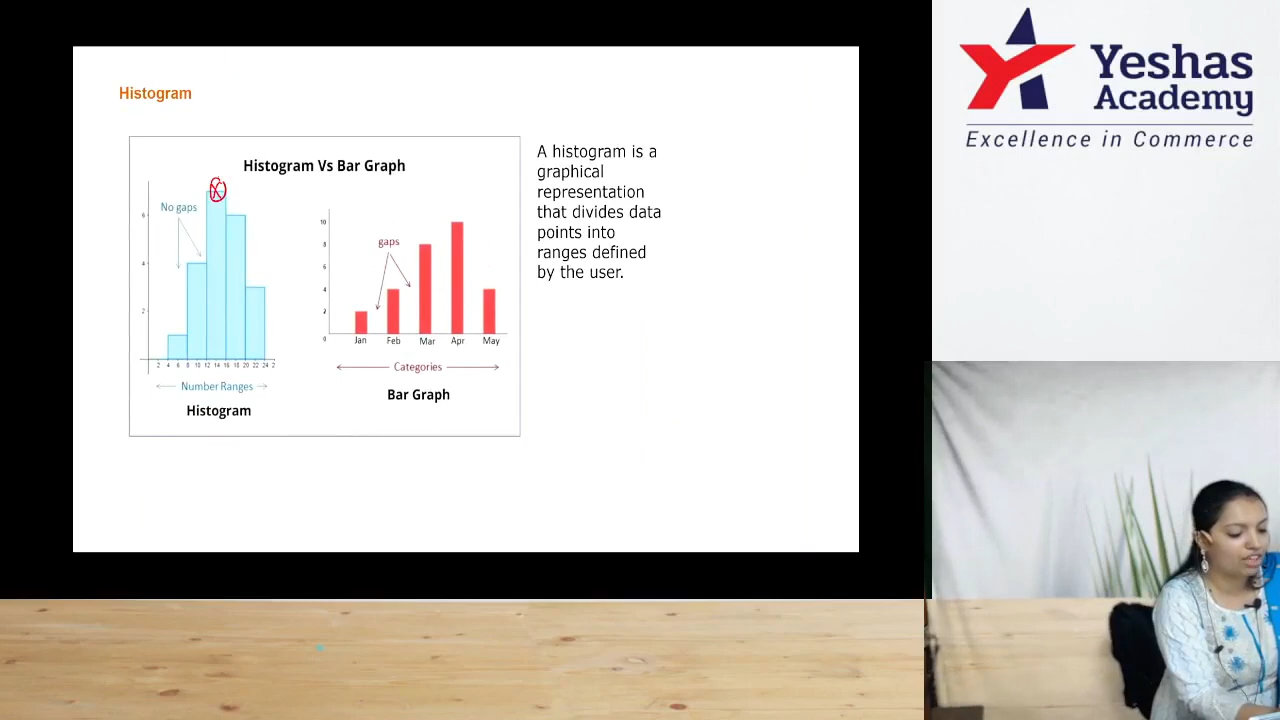 Yeshas
Academy
Excellence in Commerce
Histogram
Histogram Vs Bar Graph
No gaps
6
4
2
2 4 6 8 10 12 14 16 18 20 22 24 2
Number Ranges
Histogram
gaps
10
8
6
4
2
0
Jan Feb Mar Apr May
Categories
Bar Graph
A histogram is a
graphical
representation
that divides data
points into
ranges defined
by the user.